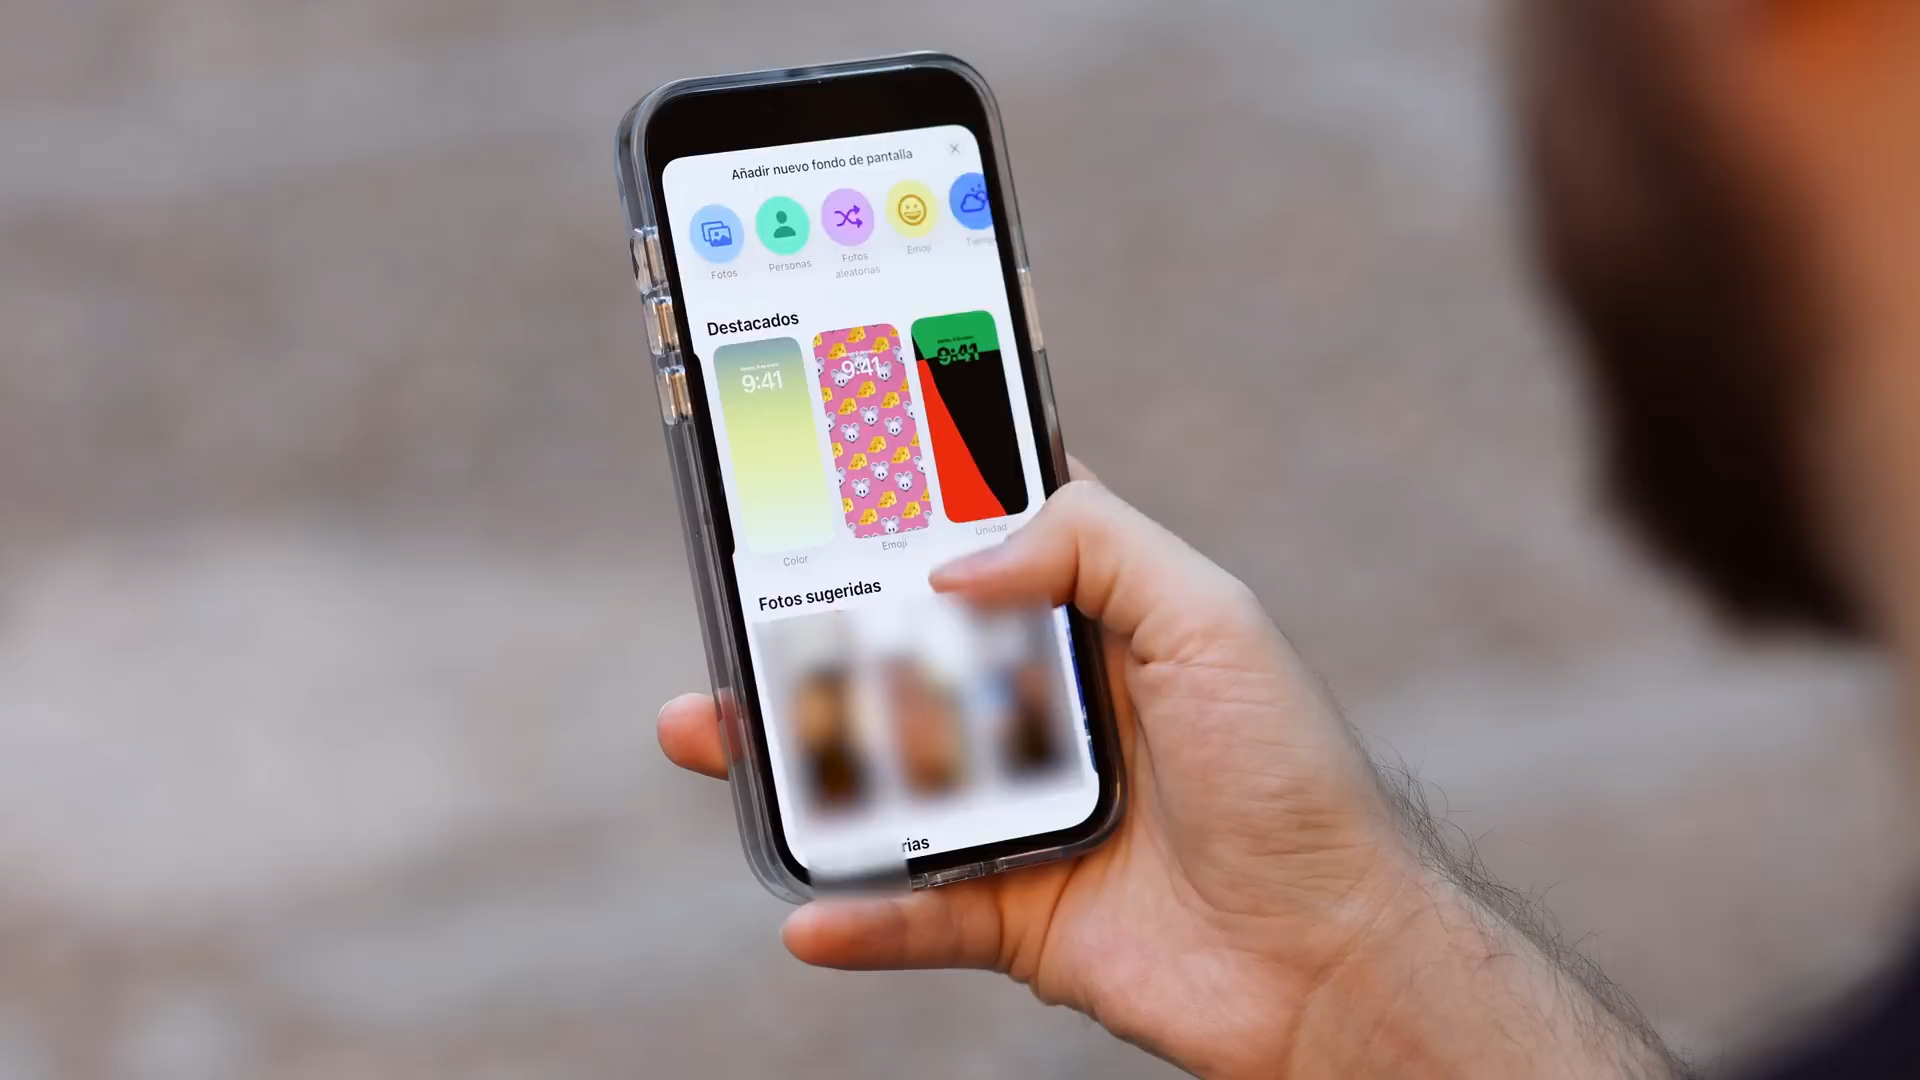 Añadir nuevo fondo de pantalla
Fotos
Personas
Fotos
aleatorias
Emoji
Tiempo
Destacados
9:41
9:41
9:41
Color
Emoji
Unidad
Fotos sugeridas
rias